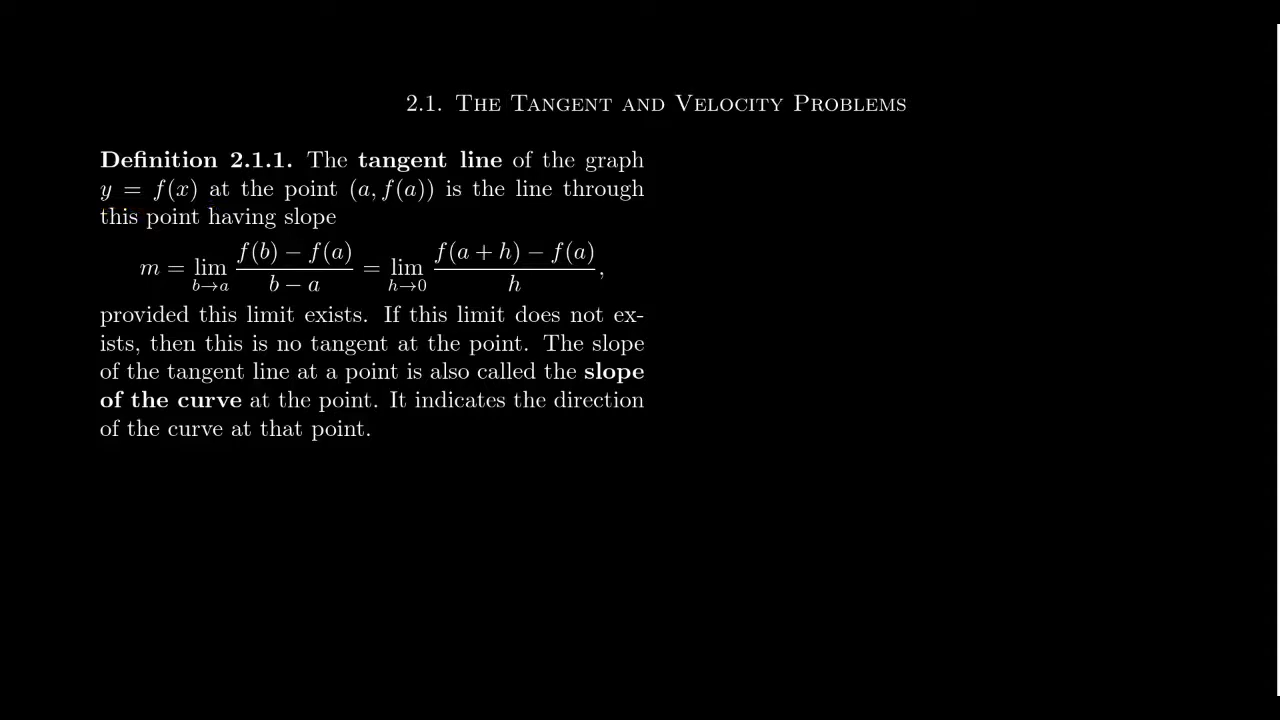 2.1. The Tangent and Velocity Problems
Definition 2.1.1. The tangent line of the graph
y = f(x) at the point (a, f(a)) is the line through
this point having slope
m = lim_{b→a} \frac{f(b) − f(a)}{b − a} = lim_{h→0} \frac{f(a + h) − f(a)}{h},
provided this limit exists. If this limit does not ex-
ists, then this is no tangent at the point. The slope
of the tangent line at a point is also called the slope
of the curve at the point. It indicates the direction
of the curve at that point.